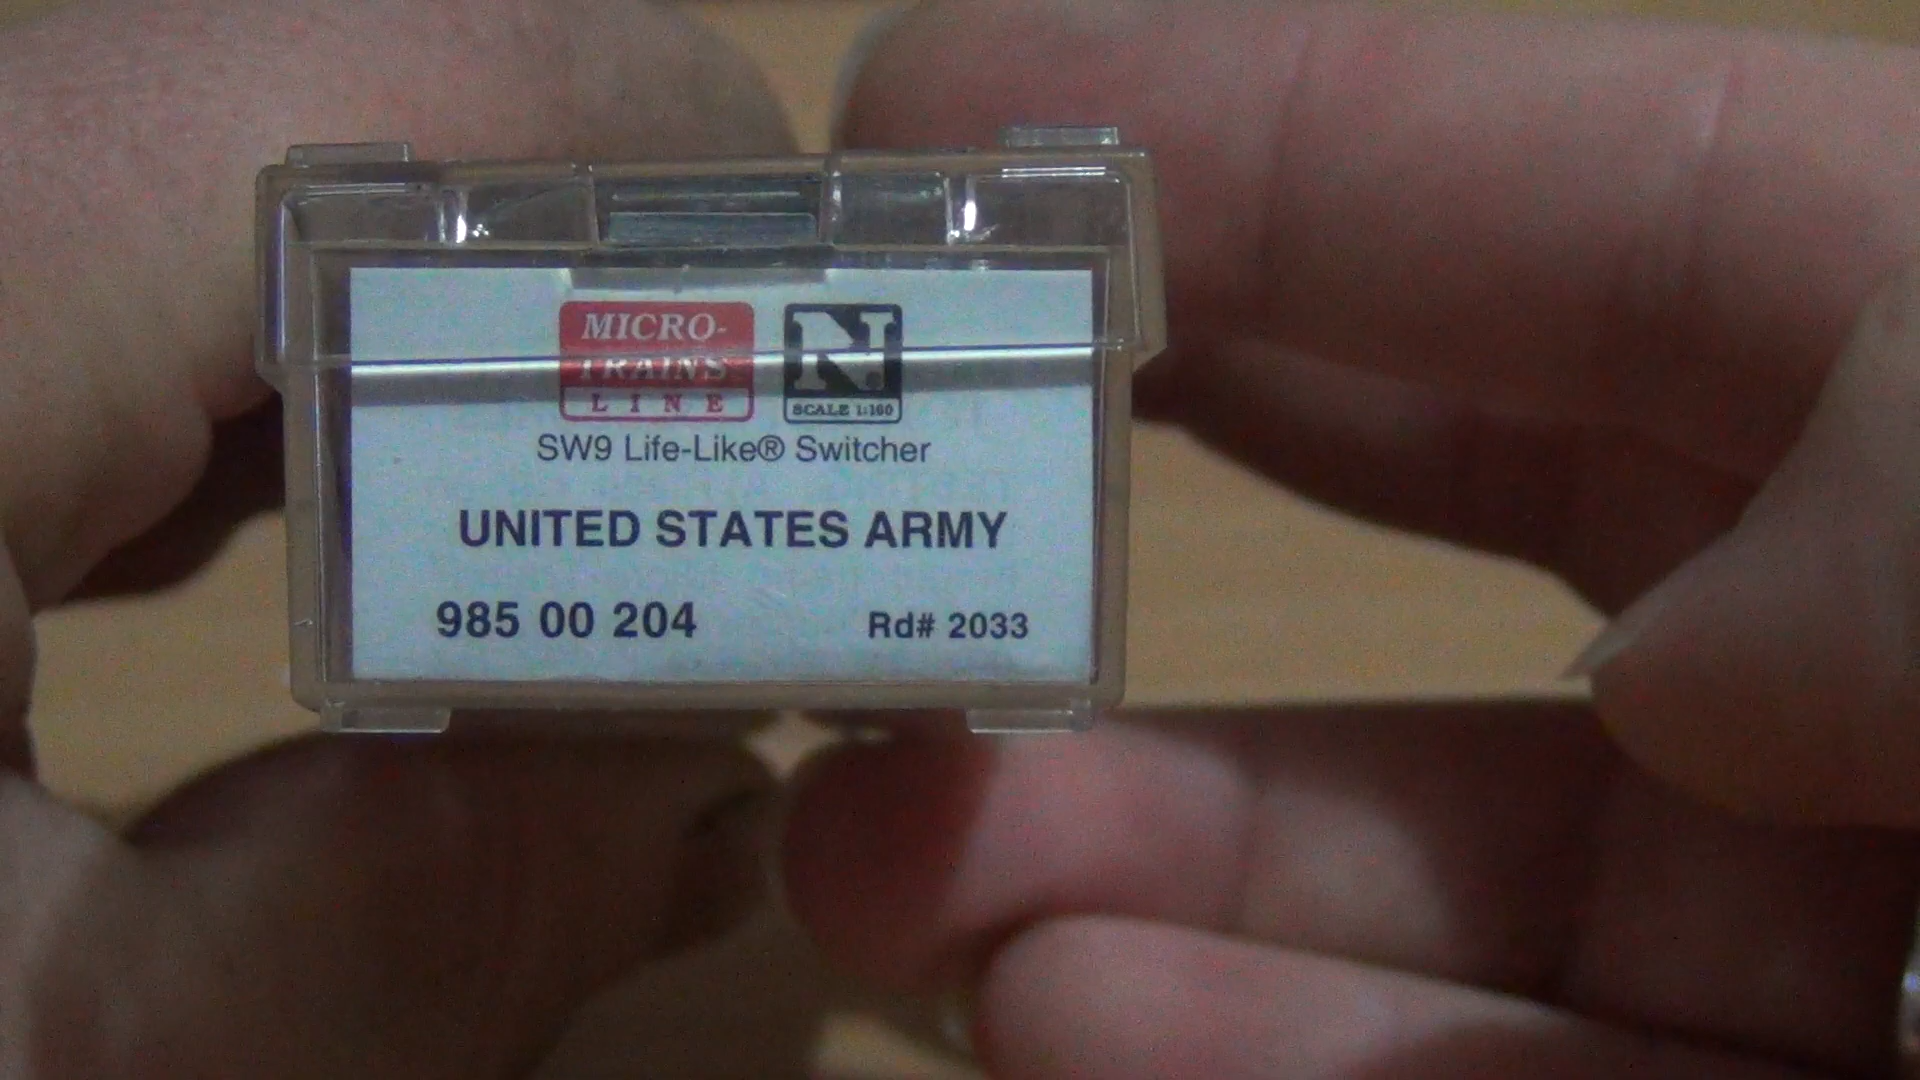 MICRO-
TRAINS
LINE
N
SCALE 1:160
SW9 Life-Like® Switcher
UNITED STATES ARMY
985 00 204 Rd# 2033